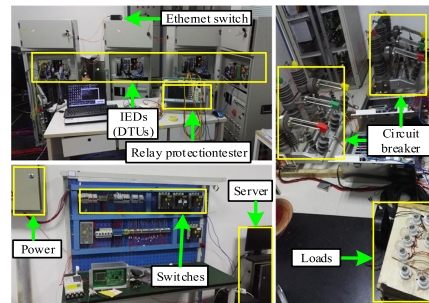 Ethernet switch
IEDs
(DTUs)
Relay protectiontester
Circuit
breaker
Server
Power
Switches
Loads